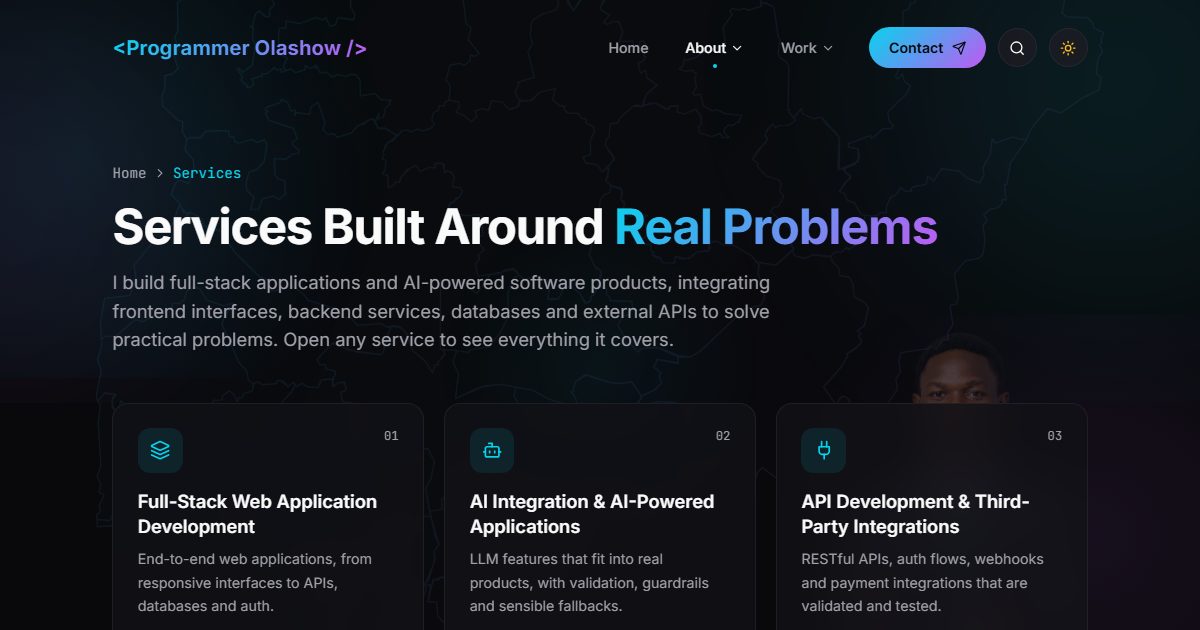 <Programmer Olashow />
Home
About
Work
Contact
Home > Services
Services Built Around Real Problems
I build full-stack applications and AI-powered software products, integrating
frontend interfaces, backend services, databases and external APIs to solve
practical problems. Open any service to see everything it covers.
01
Full-Stack Web Application
Development
End-to-end web applications, from
responsive interfaces to APIs,
databases and auth.
02
AI Integration & AI-Powered
Applications
LLM features that fit into real
products, with validation, guardrails
and sensible fallbacks.
03
API Development & Third-
Party Integrations
RESTful APIs, auth flows, webhooks
and payment integrations that are
validated and tested.